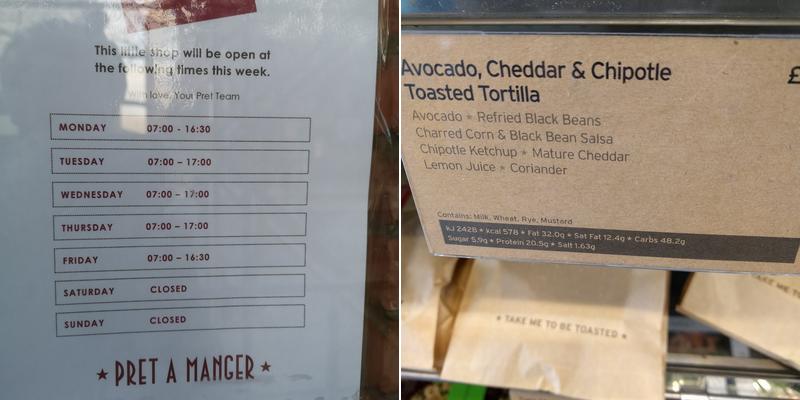 This little shop will be open at
the following times this week.
With love, Your Pret Team
MONDAY 07:00 - 16:30
TUESDAY 07:00 – 17:00
WEDNESDAY 07:00 – 17:00
THURSDAY 07:00 – 17:00
FRIDAY 07:00 – 16:30
SATURDAY CLOSED
SUNDAY CLOSED
★ PRET A MANGER ★
Avocado, Cheddar & Chipotle £
Toasted Tortilla
Avocado ★ Refried Black Beans
Charred Corn & Black Bean Salsa
Chipotle Ketchup ★ Mature Cheddar
Lemon Juice ★ Coriander
Contains: Milk, Wheat, Rye, Mustard
kJ 2428 ★ kcal 578 ★ Fat 32.0g ★ Sat Fat 12.4g ★ Carbs 48.2g
Sugar 5.9g ★ Protein 20.5g ★ Salt 1.63g
★ TAKE ME TO BE TOASTED ★
★ TAKE ME TO